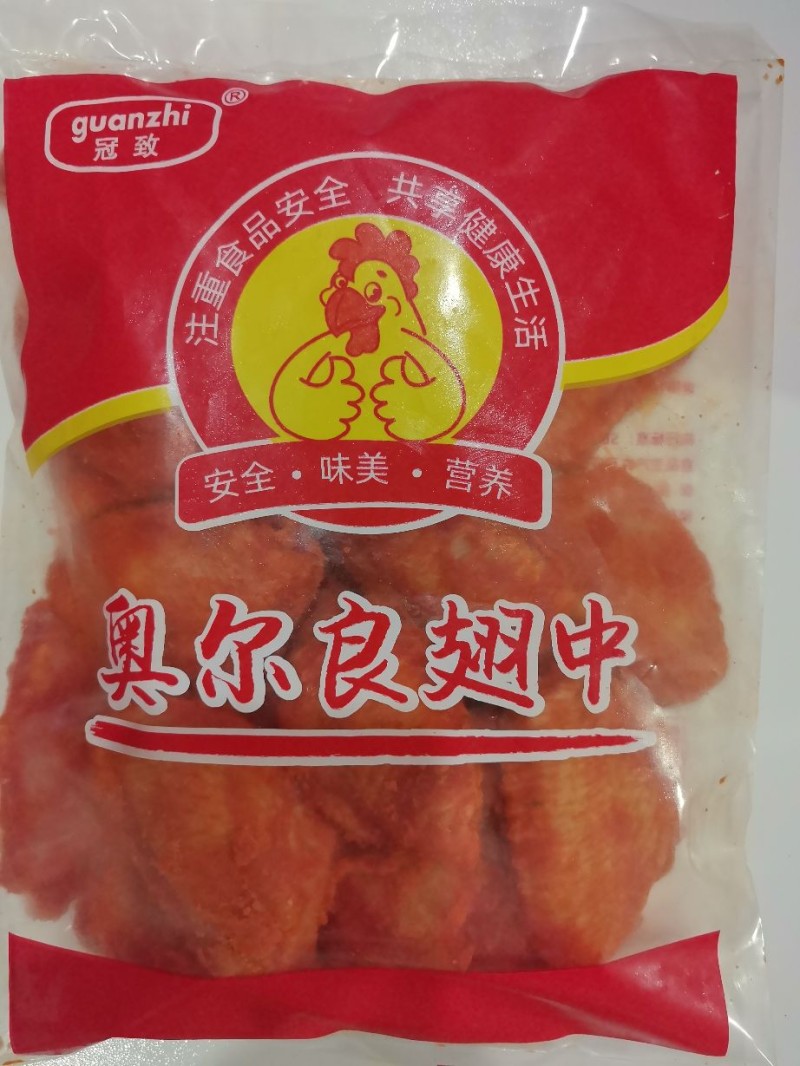 guanzhi
®
冠致
注重食品安全 共享健康生活
安全·味美·营养
奥尔良翅中